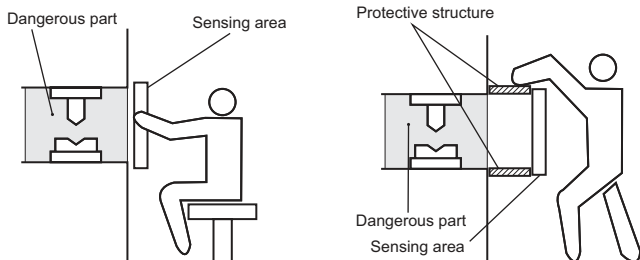 Dangerous part
Sensing area
Protective structure
Dangerous part
Sensing area